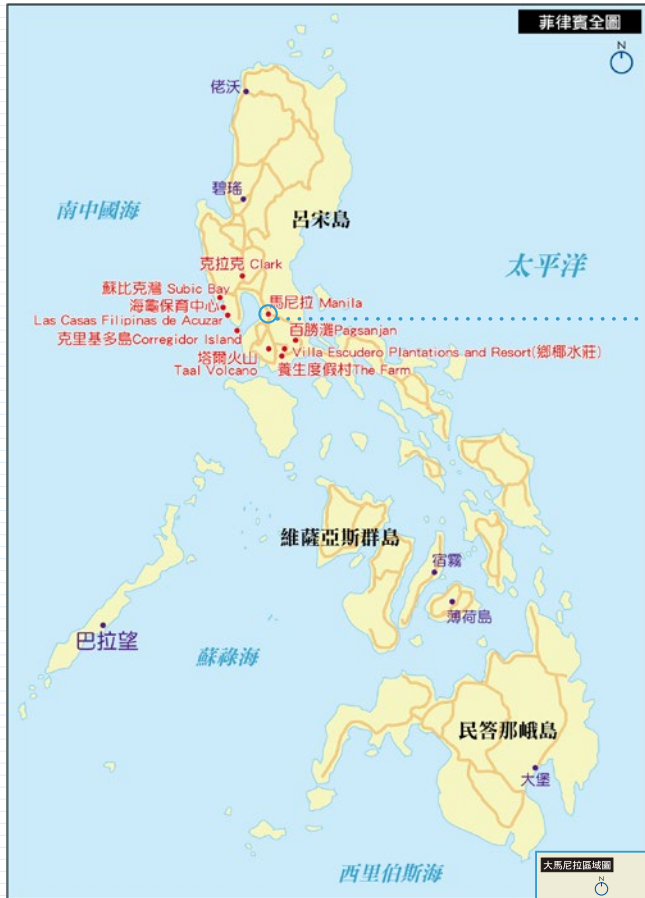 菲律賓全圖
N
佬沃
碧瑤
南中國海
呂宋島
太平洋
克拉克 Clark
蘇比克灣 Subic Bay
海龜保育中心
馬尼拉 Manila
Las Casas Filipinas de Acuzar
克里基多島Corregidor Island
百勝灘Pagsanjan
塔爾火山
Taal Volcano
Villa Escudero Plantations and Resort(鄉椰水莊)
養生度假村The Farm
維薩亞斯群島
宿霧
薄荷島
巴拉望
蘇祿海
民答那峨島
大堡
西里伯斯海
大馬尼拉區域圖
N